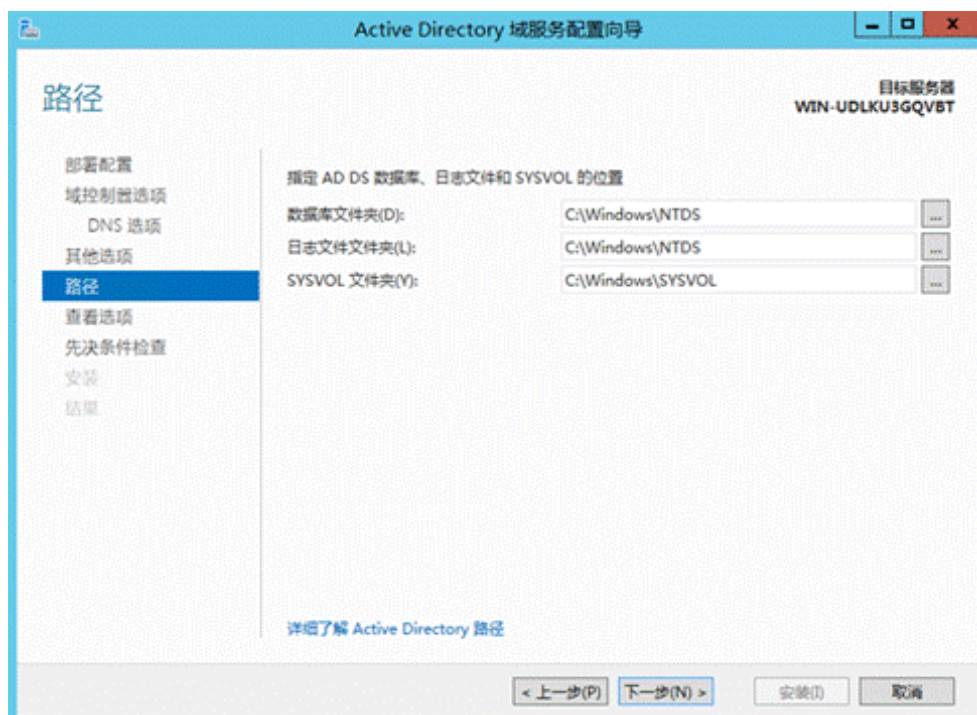 Active Directory 域服务配置向导
路径
目标服务器
WIN-UDLKU3GQVBT
部署配置
域控制器选项
DNS 选项
其他选项
路径
查看选项
先决条件检查
安装
结果
指定 AD DS 数据库、日志文件和 SYSVOL 的位置
数据库文件夹(D): C:\Windows\NTDS ...
日志文件文件夹(L): C:\Windows\NTDS ...
SYSVOL 文件夹(Y): C:\Windows\SYSVOL ...
详细了解 Active Directory 路径
< 上一步(P) 下一步(N) > 安装(I) 取消